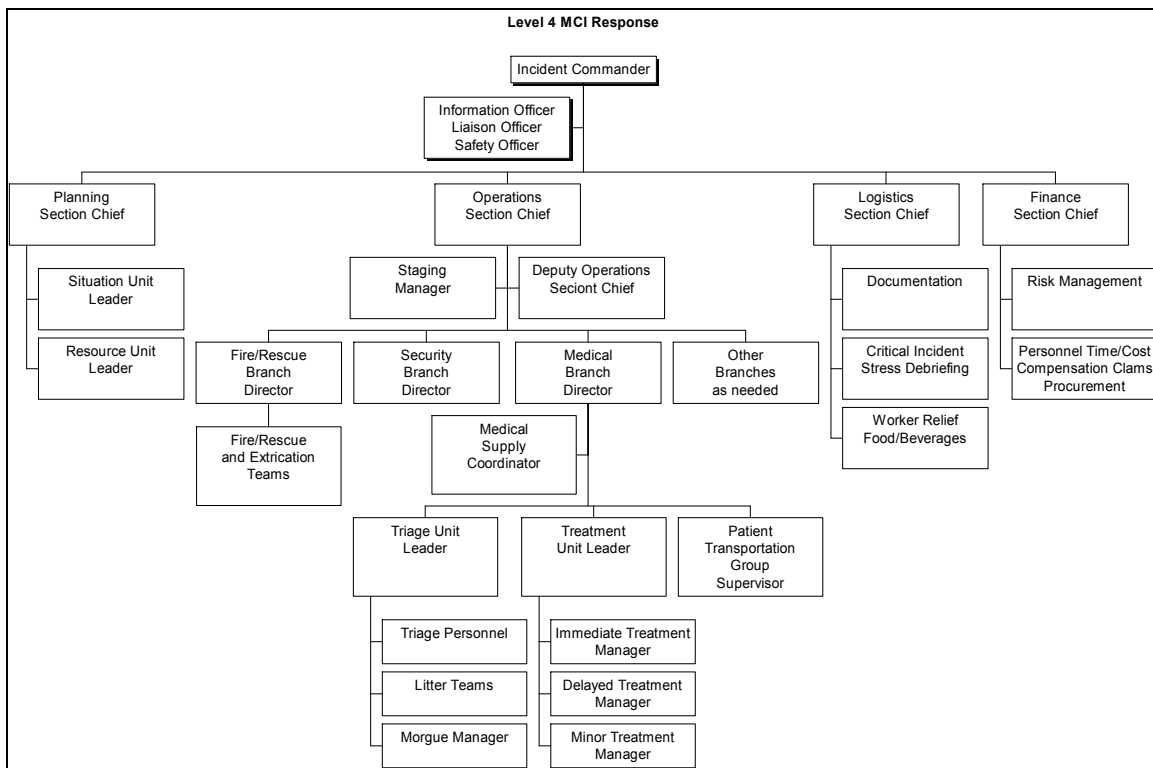 Level 4 MCI Response
Incident Commander
Information Officer
Liaison Officer
Safety Officer
Planning
Section Chief
Operations
Section Chief
Logistics
Section Chief
Finance
Section Chief
Situation Unit
Leader
Resource Unit
Leader
Staging
Manager
Deputy Operations
Seciont Chief
Fire/Rescue
Branch
Director
Security
Branch
Director
Medical
Branch
Director
Other
Branches
as needed
Fire/Rescue
and Extrication
Teams
Medical
Supply
Coordinator
Triage Unit
Leader
Treatment
Unit Leader
Patient
Transportation
Group
Supervisor
Triage Personnel
Litter Teams
Morgue Manager
Immediate Treatment
Manager
Delayed Treatment
Manager
Minor Treatment
Manager
Documentation
Critical Incident
Stress Debriefing
Worker Relief
Food/Beverages
Risk Management
Personnel Time/Cost
Compensation Clams
Procurement